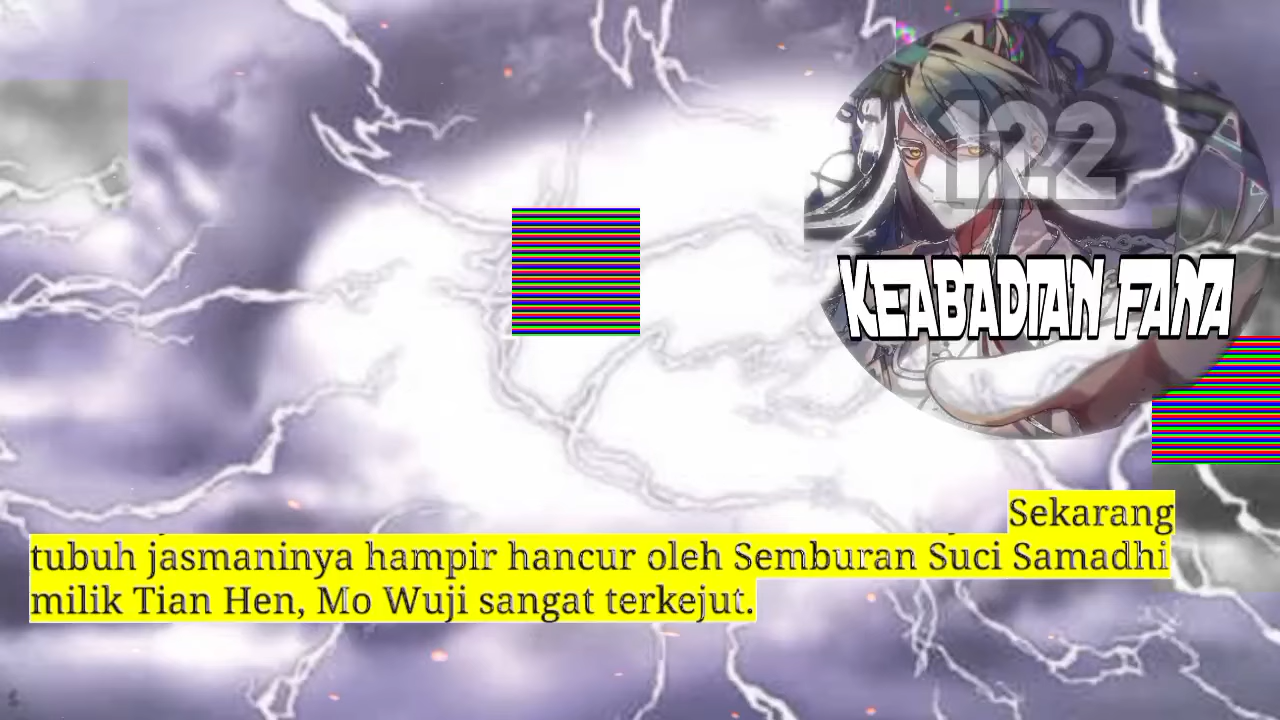 122
KEABADIAN FANA
Sekarang
tubuh jasmaninya hampir hancur oleh Semburan Suci Samadhi
milik Tian Hen, Mo Wuji sangat terkejut.